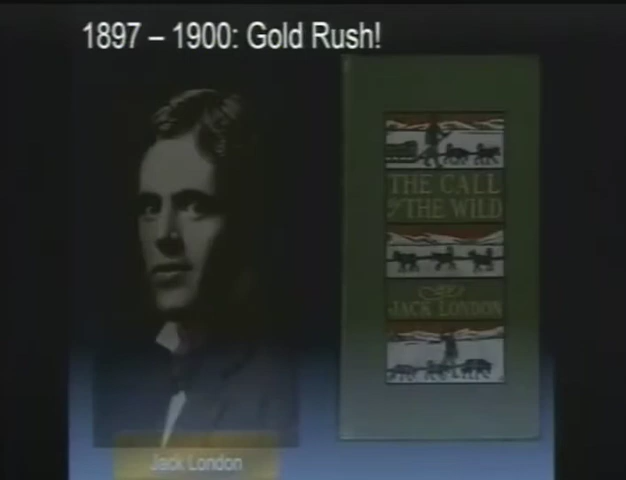 1897 – 1900: Gold Rush!
THE CALL
OF THE WILD
JACK LONDON
Jack London